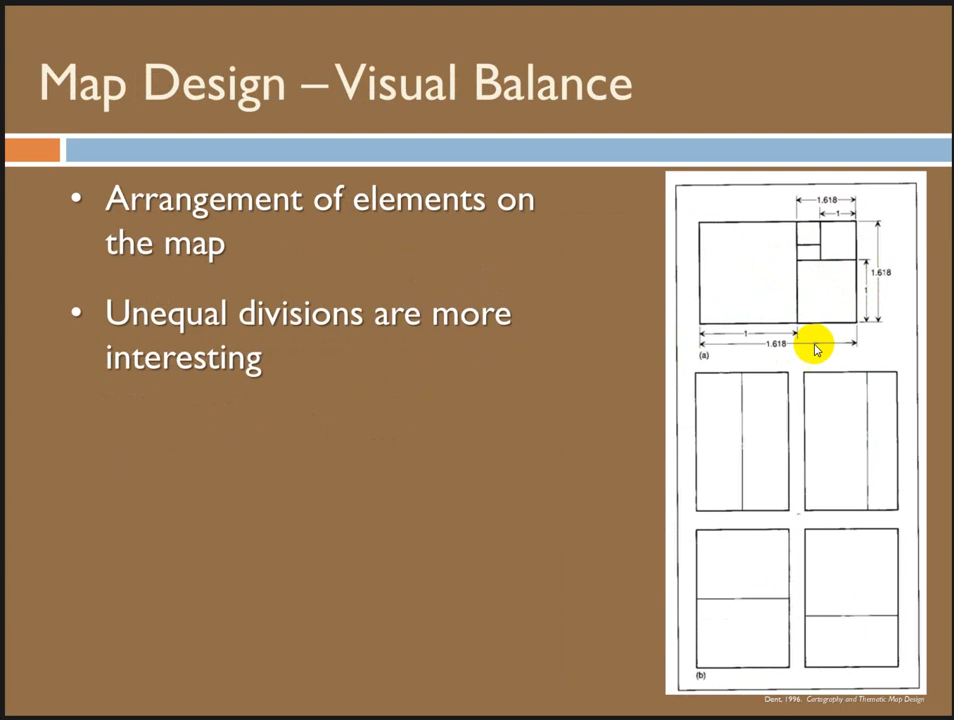 Map Design – Visual Balance
• Arrangement of elements on
the map
• Unequal divisions are more
interesting
1.618
1
1.618
1
1
1.618
(a)
(b)
Dent, 1996. Cartography and Thematic Map Design